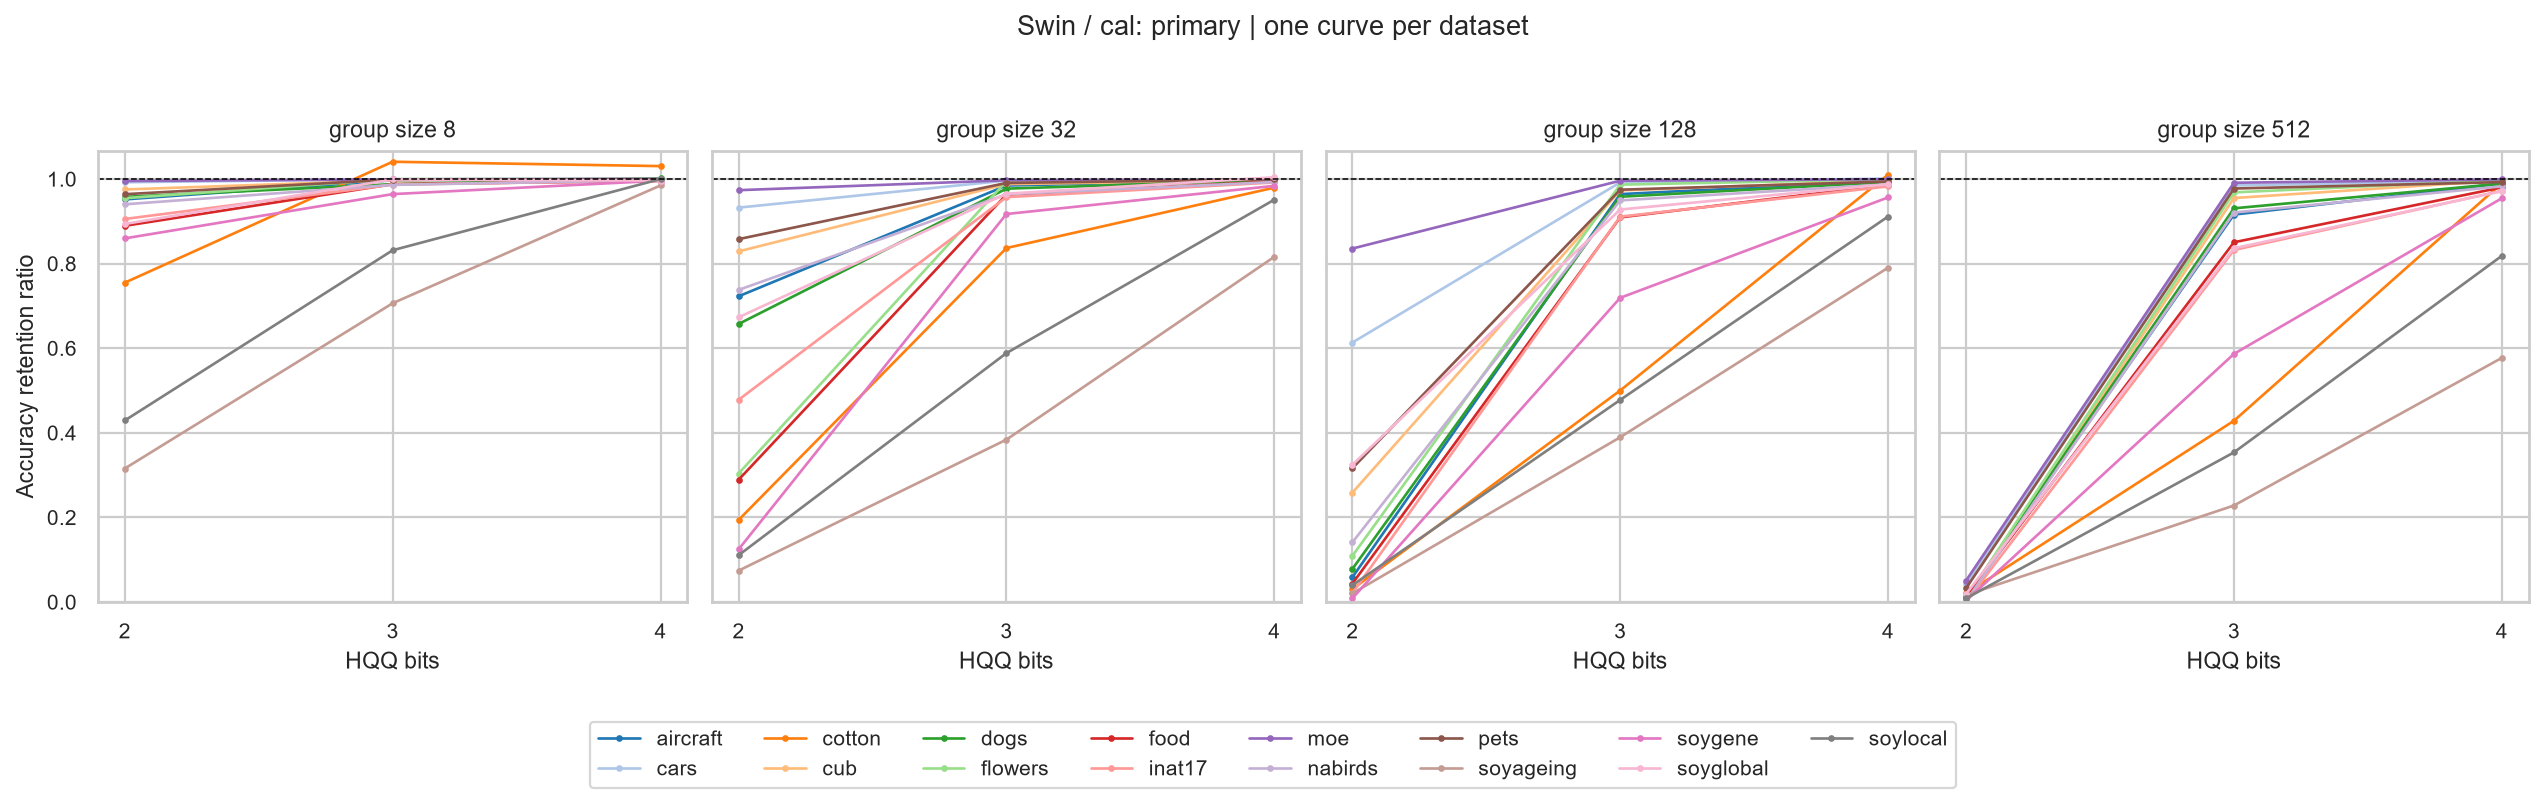 Swin / cal: primary | one curve per dataset
group size 8
group size 32
group size 128
group size 512
Accuracy retention ratio
1.0
0.8
0.6
0.4
0.2
0.0
2 3 4
2 3 4
2 3 4
2 3 4
HQQ bits
HQQ bits
HQQ bits
HQQ bits
aircraft cotton dogs food moe pets soygene soylocal
cars cub flowers inat17 nabirds soyageing soyglobal